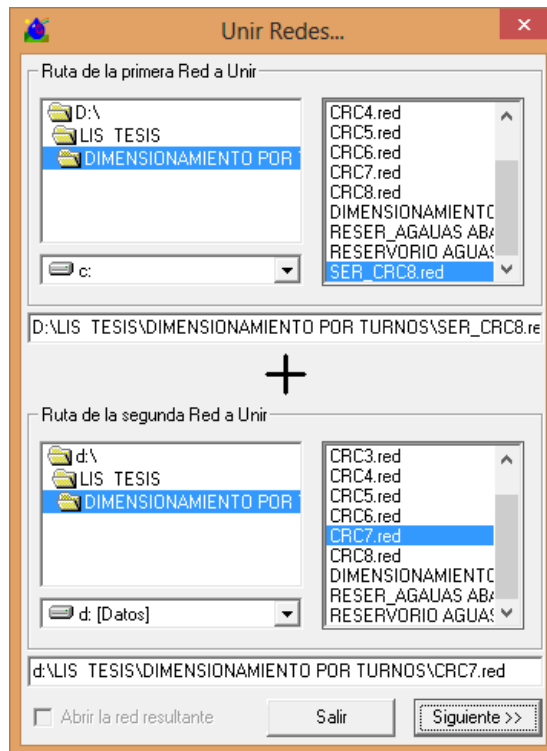 Unir Redes...
Ruta de la primera Red a Unir
D:\
LIS TESIS
DIMENSIONAMIENTO POR T
c:
CRC4.red
CRC5.red
CRC6.red
CRC7.red
CRC8.red
DIMENSIONAMIENTO
RESER_AGAUAS ABA
RESERVORIO AGUAS
SER_CRC8.red
D:\LIS TESIS\DIMENSIONAMIENTO POR TURNOS\SER_CRC8.re
+
Ruta de la segunda Red a Unir
d:\
LIS TESIS
DIMENSIONAMIENTO POR T
d: [Datos]
CRC3.red
CRC4.red
CRC5.red
CRC6.red
CRC7.red
CRC8.red
DIMENSIONAMIENTO
RESER_AGAUAS ABA
RESERVORIO AGUAS
d:\LIS TESIS\DIMENSIONAMIENTO POR TURNOS\CRC7.red
Abrir la red resultante
Salir
Siguiente >>